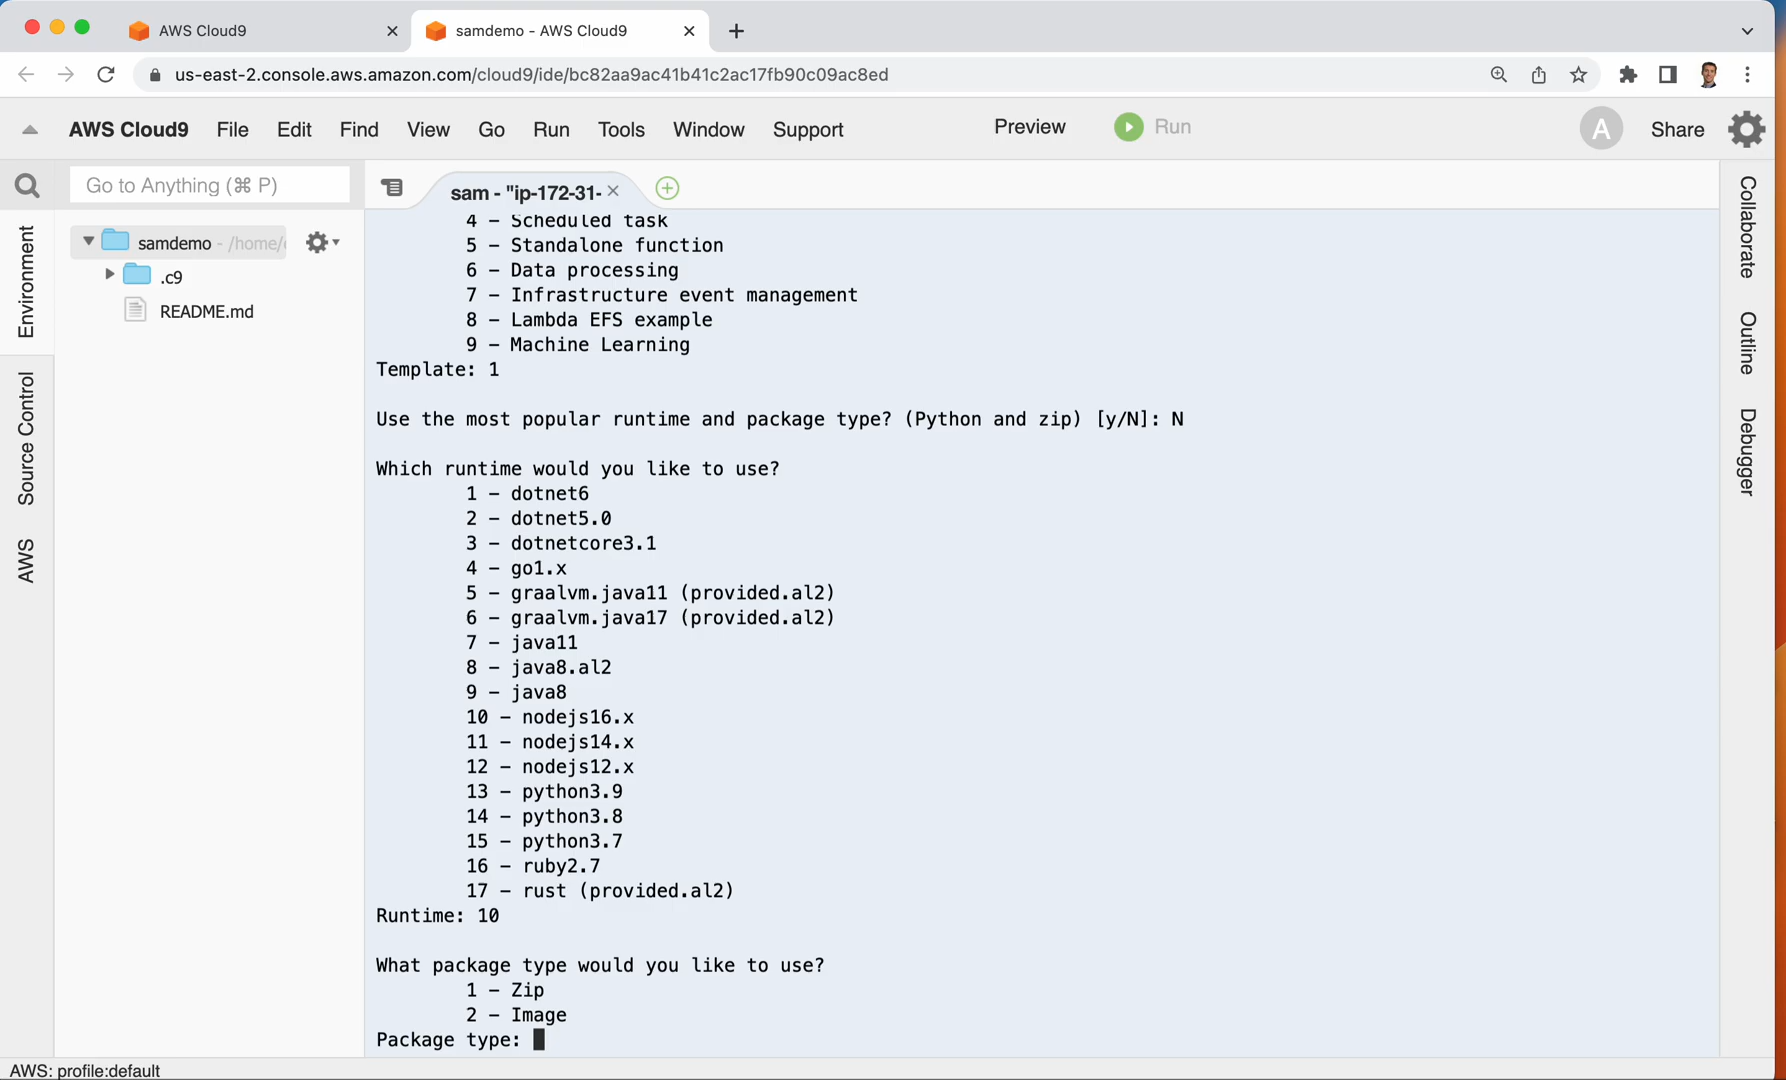 AWS Cloud9
samdemo - AWS Cloud9
us-east-2.console.aws.amazon.com/cloud9/ide/bc82aa9ac41b41c2ac17fb90c09ac8ed
AWS Cloud9 File Edit Find View Go Run Tools Window Support Preview Run A Share
Go to Anything (⌘ P)
sam - "ip-172-31-
samdemo - /home/
.c9
README.md
Environment
Source Control
AWS
4 - Scheduled task
5 - Standalone function
6 - Data processing
7 - Infrastructure event management
8 - Lambda EFS example
9 - Machine Learning
Template: 1
Use the most popular runtime and package type? (Python and zip) [y/N]: N
Which runtime would you like to use?
1 - dotnet6
2 - dotnet5.0
3 - dotnetcore3.1
4 - go1.x
5 - graalvm.java11 (provided.al2)
6 - graalvm.java17 (provided.al2)
7 - java11
8 - java8.al2
9 - java8
10 - nodejs16.x
11 - nodejs14.x
12 - nodejs12.x
13 - python3.9
14 - python3.8
15 - python3.7
16 - ruby2.7
17 - rust (provided.al2)
Runtime: 10
What package type would you like to use?
1 - Zip
2 - Image
Package type:
Collaborate
Outline
Debugger
AWS: profile:default